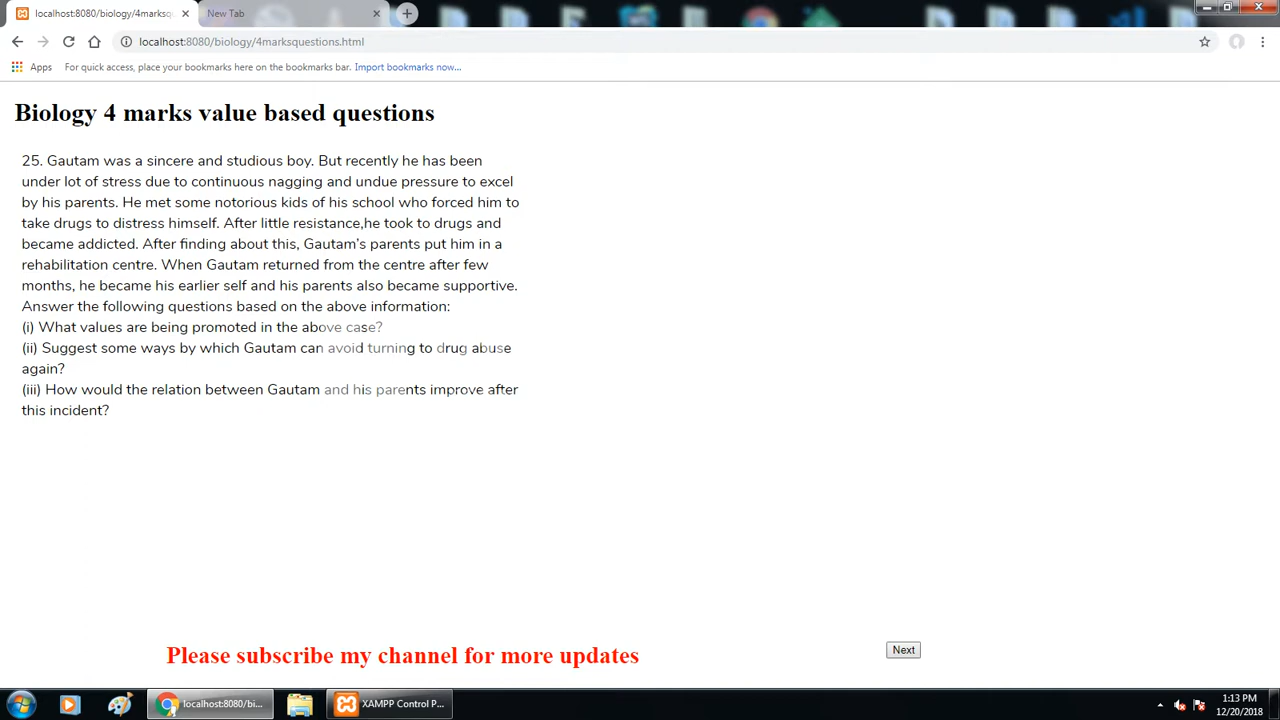 localhost:8080/biology/4marksqu
New Tab
localhost:8080/biology/4marksquestions.html
Apps
For quick access, place your bookmarks here on the bookmarks bar. Import bookmarks now...
Biology 4 marks value based questions
25. Gautam was a sincere and studious boy. But recently he has been
under lot of stress due to continuous nagging and undue pressure to excel
by his parents. He met some notorious kids of his school who forced him to
take drugs to distress himself. After little resistance,he took to drugs and
became addicted. After finding about this, Gautam's parents put him in a
rehabilitation centre. When Gautam returned from the centre after few
months, he became his earlier self and his parents also became supportive.
Answer the following questions based on the above information:
(i) What values are being promoted in the above case?
(ii) Suggest some ways by which Gautam can avoid turning to drug abuse
again?
(iii) How would the relation between Gautam and his parents improve after
this incident?
Please subscribe my channel for more updates
Next
localhost:8080/bi...
XAMPP Control P...
1:13 PM
12/20/2018